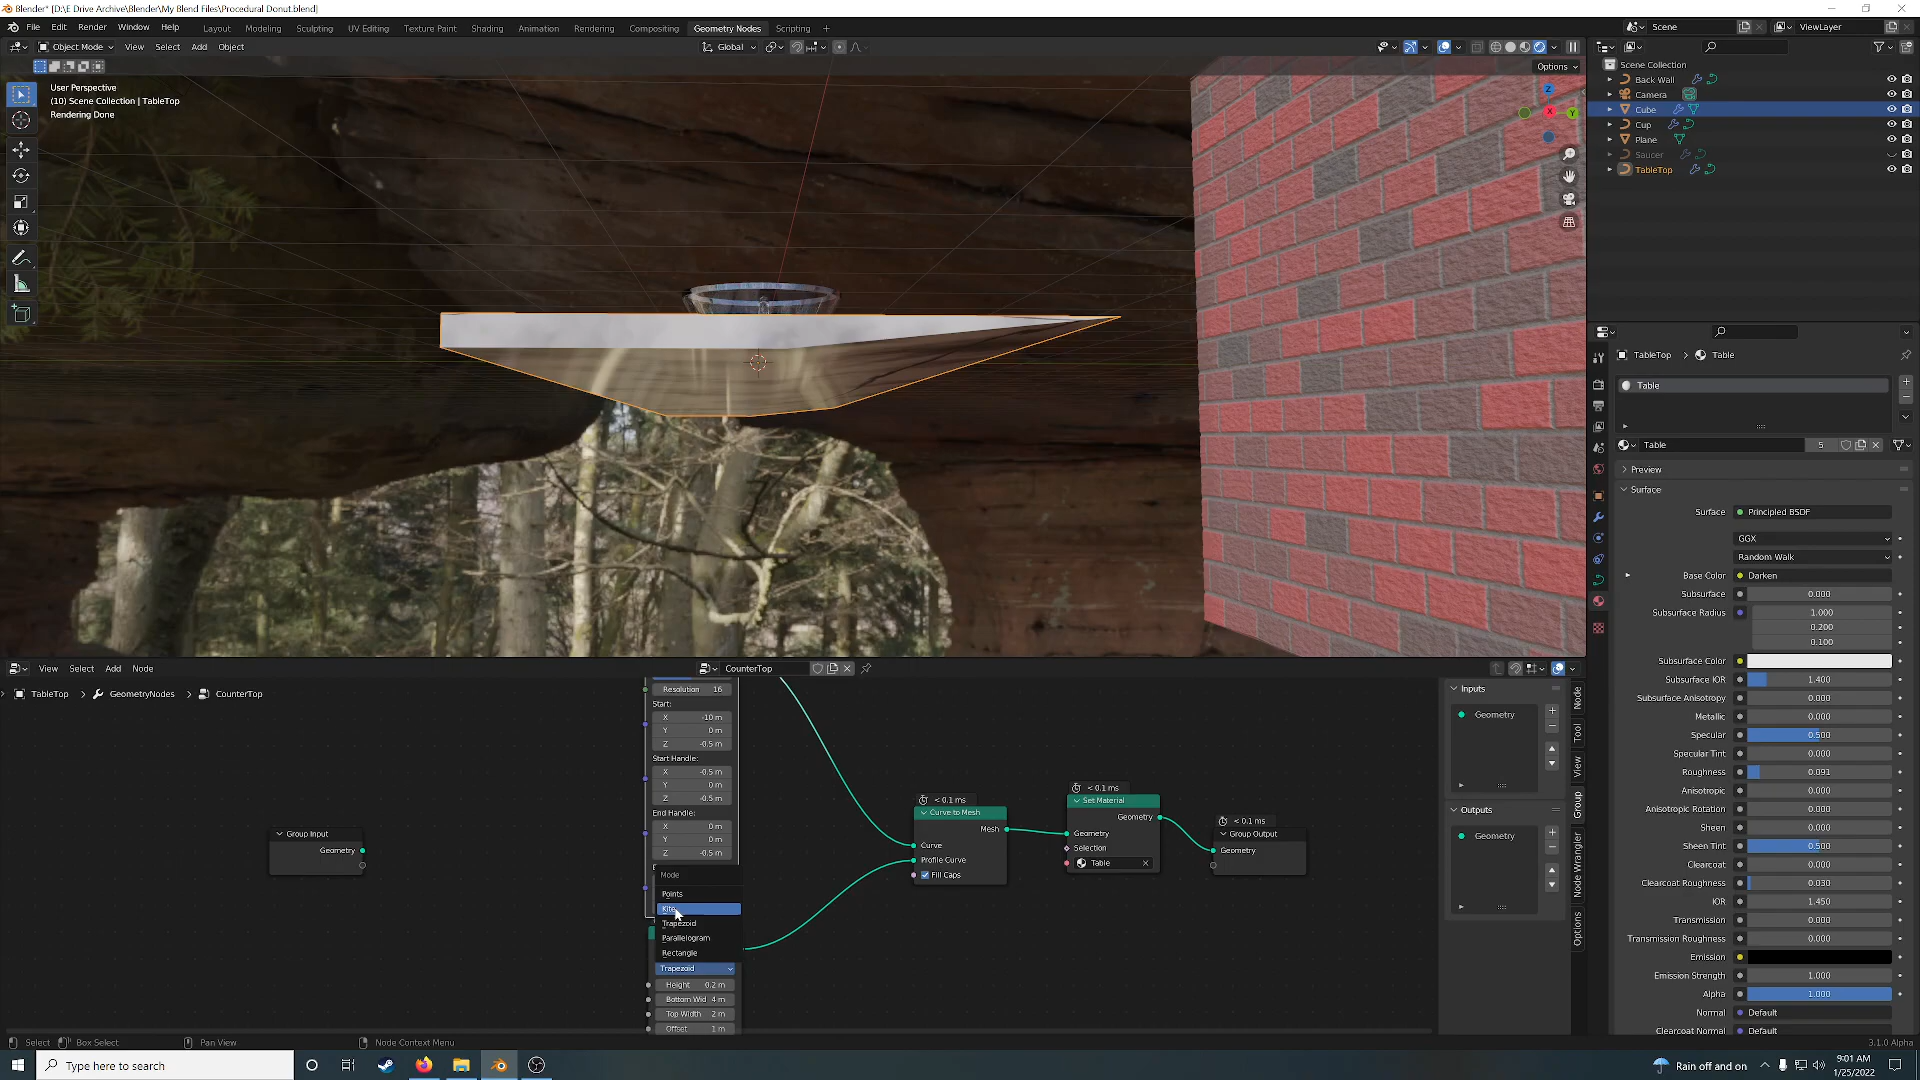 Blender* [D:\E Drive Archive\Blender\My Blend Files\Procedural Donut.blend]
File Edit Render Window Help Layout Modeling Sculpting UV Editing Texture Paint Shading Animation Rendering Compositing Geometry Nodes Scripting + Scene ViewLayer
Object Mode View Select Add Object Global
Options
User Perspective
(10) Scene Collection | TableTop
Rendering Done
Z
X
Y
Scene Collection
Back Wall
Camera
Cube
Cup
Plane
Saucer
TableTop
TableTop > Table
Table
Table 5
Preview
Surface
Surface Principled BSDF
GGX
Random Walk
Base Color Darken
Subsurface 0.000
Subsurface Radius 1.000
0.200
0.100
Subsurface Color
Subsurface IOR 1.400
Subsurface Anisotropy 0.000
Metallic 0.000
Specular 0.500
Specular Tint 0.000
Roughness 0.091
Anisotropic 0.000
Anisotropic Rotation 0.000
Sheen 0.000
Sheen Tint 0.500
Clearcoat 0.000
Clearcoat Roughness 0.030
IOR 1.450
Transmission 0.000
Transmission Roughness 0.000
Emission
Emission Strength 1.000
Alpha 1.000
Normal Default
Clearcoat Normal Default
View Select Add Node CounterTop
TableTop > GeometryNodes > CounterTop
Group Input
Geometry
Resolution 16
Start:
X -10 m
Y 0 m
Z -0.5 m
Start Handle:
X -0.5 m
Y 0 m
Z -0.5 m
End Handle:
X 0 m
Y 0 m
Z -0.5 m
Mode
Points
Kite
Trapezoid
Parallelogram
Rectangle
Trapezoid
Height 0.2 m
Bottom Wid 4 m
Top Width 2 m
Offset 1 m
< 0.1 ms
Curve to Mesh
Mesh
Curve
Profile Curve
Fill Caps
< 0.1 ms
Set Material
Geometry
Geometry
Selection
Table
< 0.1 ms
Group Output
Geometry
Inputs
Geometry
Outputs
Geometry
Node
Tool
View
Group
Node Wrangler
Options
Select Box Select Pan View Node Context Menu 3.1.0 Alpha
Type here to search
Rain off and on
9:01 AM
1/25/2022